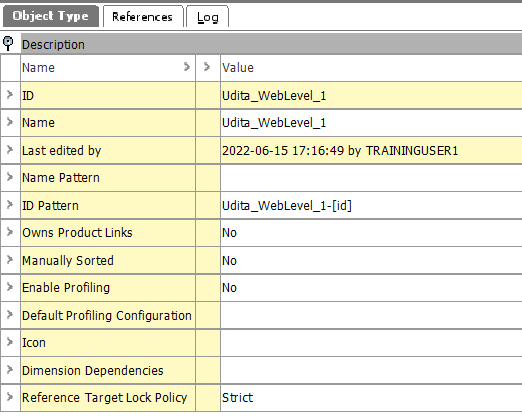 Object Type References Log
Description
Name Value
ID Udita_WebLevel_1
Name Udita_WebLevel_1
Last edited by 2022-06-15 17:16:49 by TRAININGUSER1
Name Pattern
ID Pattern Udita_WebLevel_1-[id]
Owns Product Links No
Manually Sorted No
Enable Profiling No
Default Profiling Configuration
Icon
Dimension Dependencies
Reference Target Lock Policy Strict